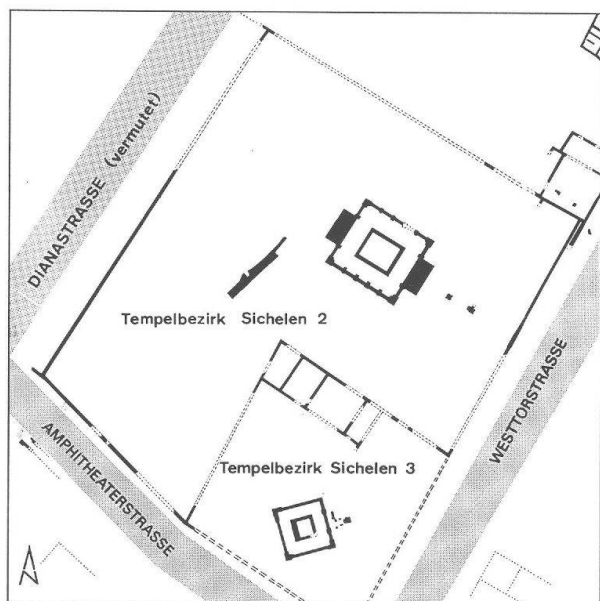 DIANASTRASSE (vermutet)
Tempelbezirk Sichelen 2
WESTTORSTRASSE
AMPHITHEATERSTRASSE
Tempelbezirk Sichelen 3